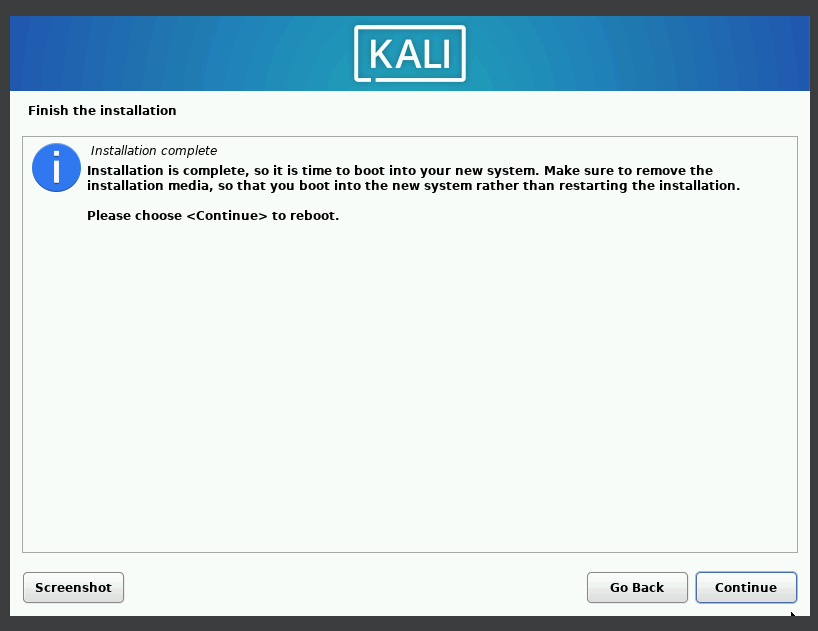 KALI
Finish the installation
Installation complete
Installation is complete, so it is time to boot into your new system. Make sure to remove the
installation media, so that you boot into the new system rather than restarting the installation.
Please choose <Continue> to reboot.
Screenshot
Go Back
Continue